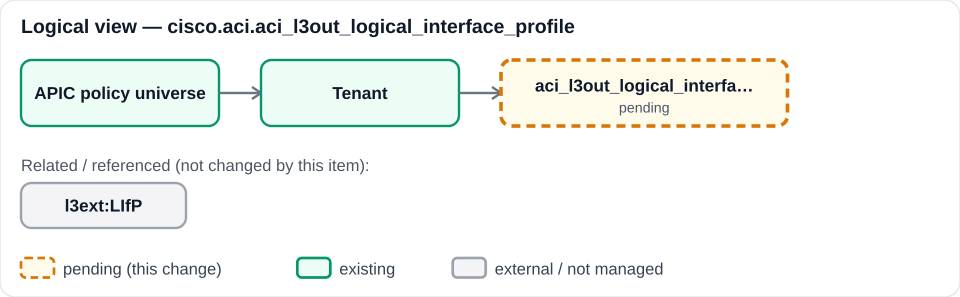 Logical view — cisco.aci.aci_l3out_logical_interface_profile
APIC policy universe
Tenant
aci_l3out_logical_interfa…
pending
Related / referenced (not changed by this item):
l3ext:LIfP
pending (this change)
existing
external / not managed